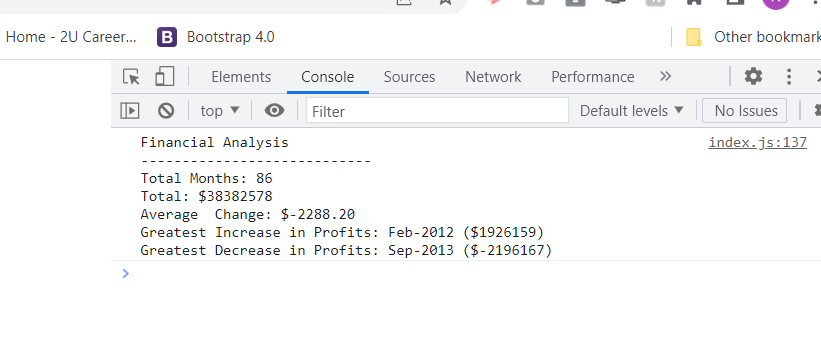 Home - 2U Career... B Bootstrap 4.0 Other bookmark
Elements Console Sources Network Performance »
top ▼ Filter Default levels ▼ No Issues
Financial Analysis index.js:137
----------------------------
Total Months: 86
Total: $38382578
Average  Change: $-2288.20
Greatest Increase in Profits: Feb-2012 ($1926159)
Greatest Decrease in Profits: Sep-2013 ($-2196167)
>